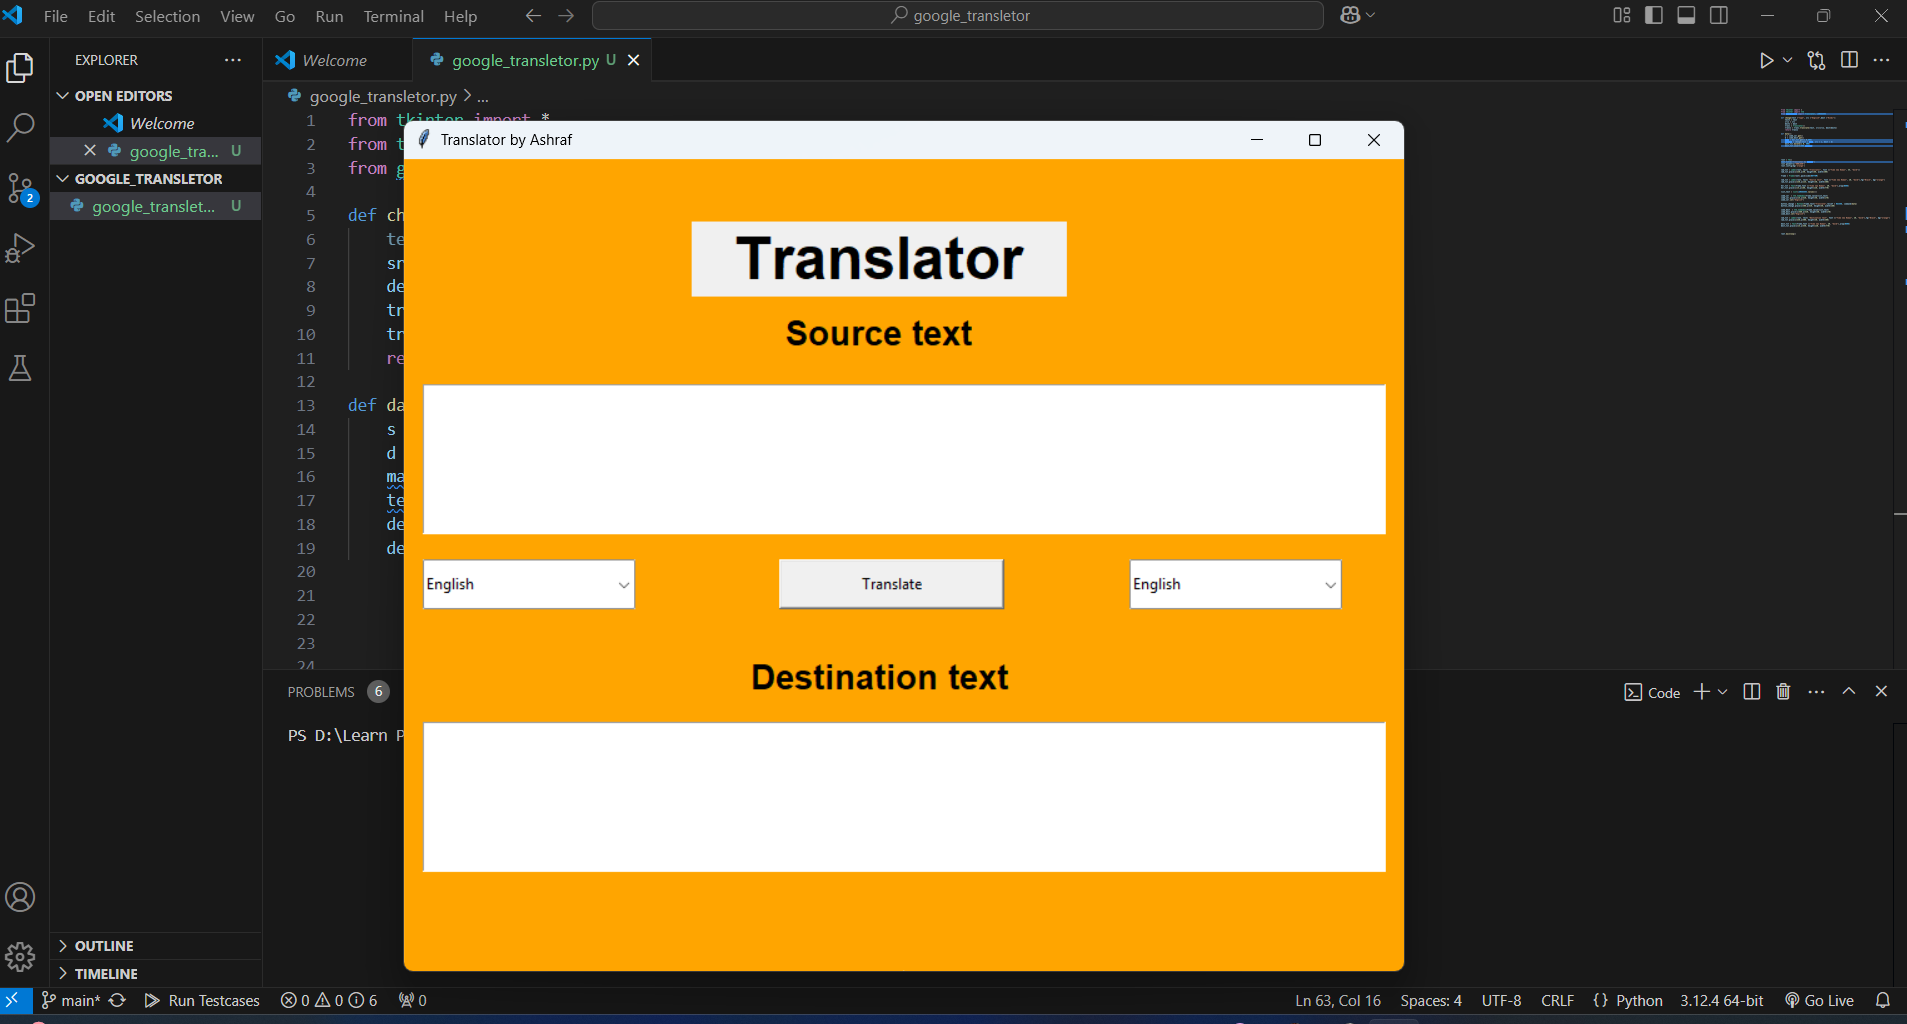 File Edit Selection View Go Run Terminal Help
google_transletor
EXPLORER
Welcome
google_transletor.py U
OPEN EDITORS
Welcome
google_tra... U
GOOGLE_TRANSLETOR
google_translet... U
2
google_transletor.py > ...
1 from tkinter import *
2 from t
3 from g
4
5 def ch
6 te
7 sr
8 de
9 tr
10 tr
11 re
12
13 def da
14 s
15 d
16 ma
17 te
18 de
19 de
20
21
22
23
24
Translator by Ashraf
Translator
Source text
English
Translate
English
Destination text
PROBLEMS 6
Code
PS D:\Learn P
OUTLINE
TIMELINE
main* Run Testcases 0 0 6 0
Ln 63, Col 16 Spaces: 4 UTF-8 CRLF {} Python 3.12.4 64-bit Go Live